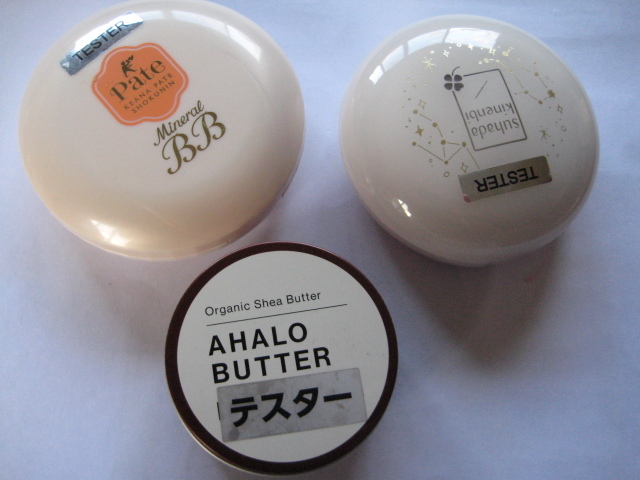 TESTER
Pate
KEANA PATE
SHOKUNIN
Mineral
BB
suhada
kinenbi
TESTER
Organic Shea Butter
AHALO
BUTTER
テスター